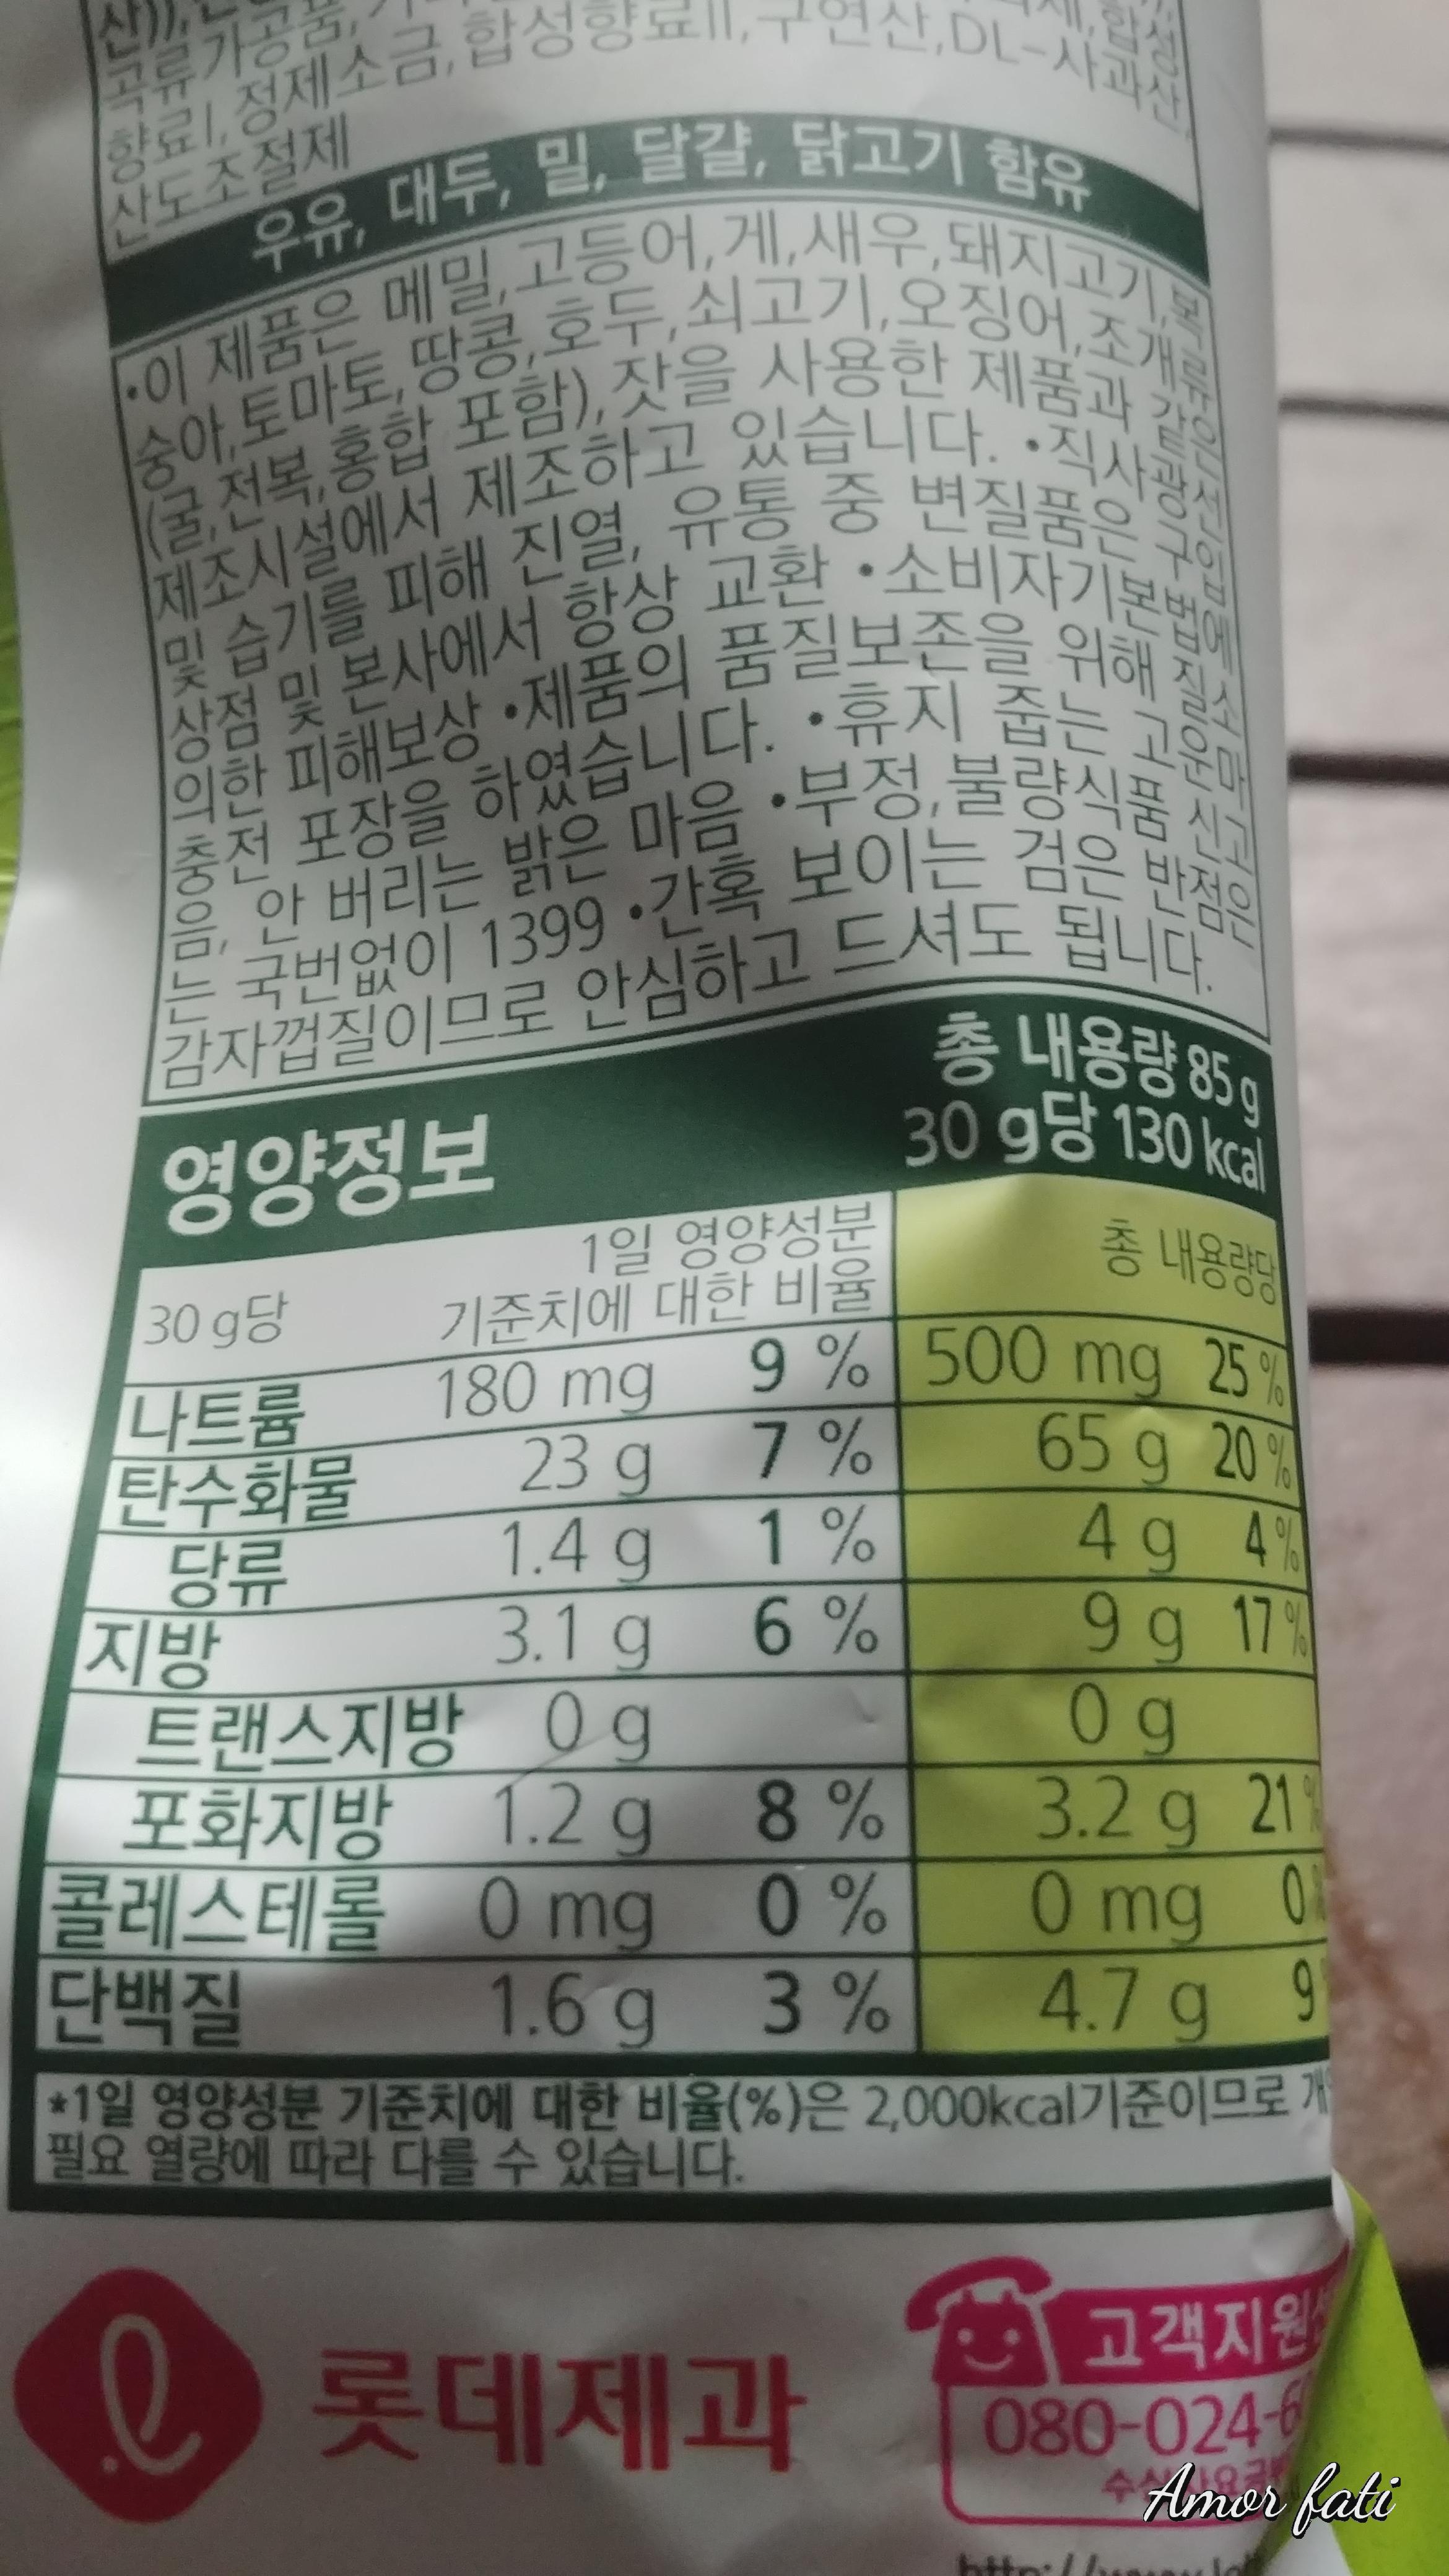 곡류가공품,
향료Ⅰ, 정제소금, 합성향료Ⅱ, 구연산, DL-사과산,
산도조절제
우유, 대두, 밀, 달걀, 닭고기 함유
•이 제품은 메밀, 고등어, 게, 새우, 돼지고기, 복
숭아, 토마토, 땅콩, 호두, 쇠고기, 오징어, 조개류
(굴, 전복, 홍합 포함), 잣을 사용한 제품과 같은
제조시설에서 제조하고 있습니다. •직사광선
및 습기를 피해 진열, 유통 중 변질품은 구입
상점 및 본사에서 항상 교환 •소비자기본법에
의한 피해보상 •제품의 품질보존을 위해 질소
충전 포장을 하였습니다. •휴지 줍는 고운 마
음, 안 버리는 밝은 마음 •부정, 불량식품 신고
는 국번없이 1399 •간혹 보이는 검은 반점은
감자껍질이므로 안심하고 드셔도 됩니다.
영양정보
총 내용량 85 g
30 g당 130 kcal
30 g당 1일 영양성분 총 내용량당
기준치에 대한 비율
나트륨 180 mg 9 % 500 mg 25 %
탄수화물 23 g 7 % 65 g 20 %
당류 1.4 g 1 % 4 g 4 %
지방 3.1 g 6 % 9 g 17 %
트랜스지방 0 g 0 g
포화지방 1.2 g 8 % 3.2 g 21 %
콜레스테롤 0 mg 0 % 0 mg 0 %
단백질 1.6 g 3 % 4.7 g 9
*1일 영양성분 기준치에 대한 비율(%)은 2,000kcal기준이므로
필요 열량에 따라 다를 수 있습니다.
롯데제과
고객지원
080-024-6
Amor fati